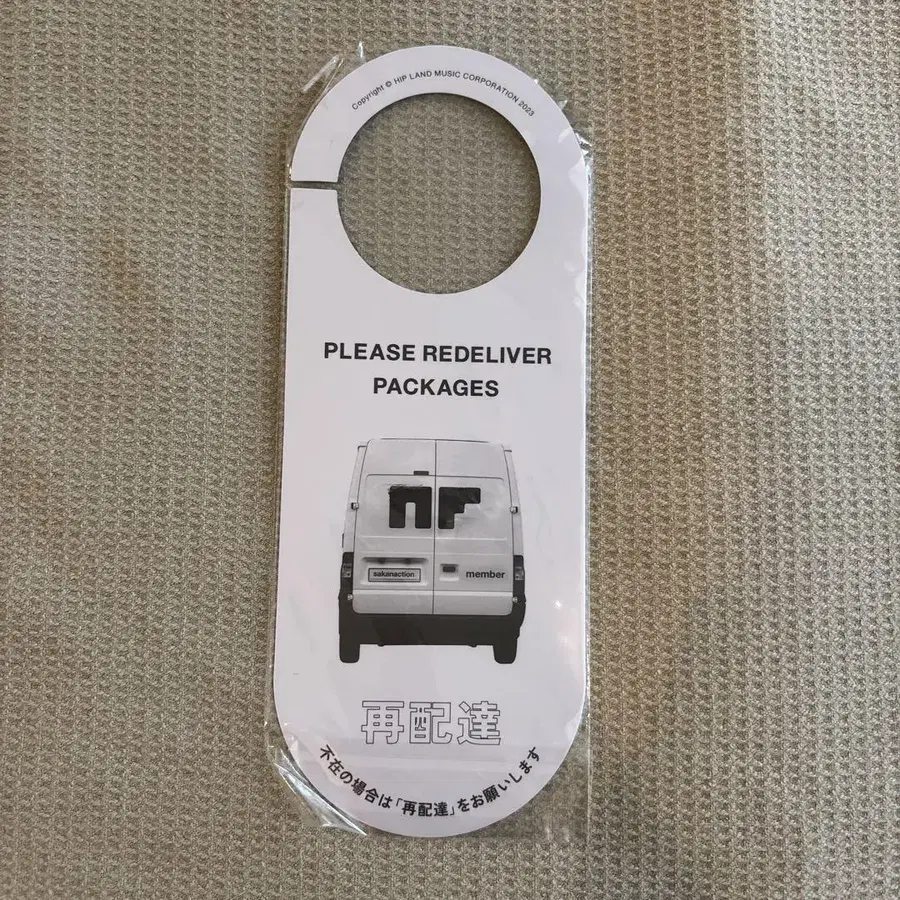 Copyright © HIP LAND MUSIC CORPORATION 2023
PLEASE REDELIVER
PACKAGES
NF
sakanaction
member
再配達
不在の場合は「再配達」をお願いします